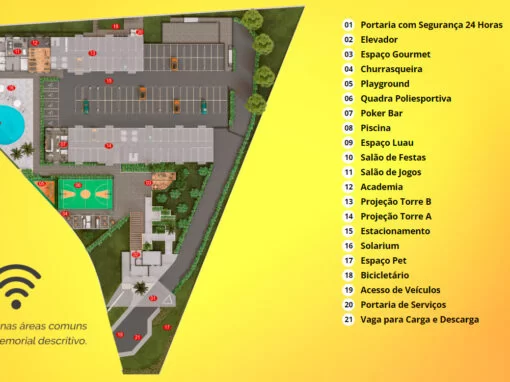 01 Portaria com Segurança 24 Horas
02 Elevador
03 Espaço Gourmet
04 Churrasqueira
05 Playground
06 Quadra Poliesportiva
07 Poker Bar
08 Piscina
09 Espaço Luau
10 Salão de Festas
11 Salão de Jogos
12 Academia
13 Projeção Torre B
14 Projeção Torre A
15 Estacionamento
16 Solarium
17 Espaço Pet
18 Bicicletário
19 Acesso de Veículos
20 Portaria de Serviços
21 Vaga para Carga e Descarga
nas áreas comuns
emorial descritivo.